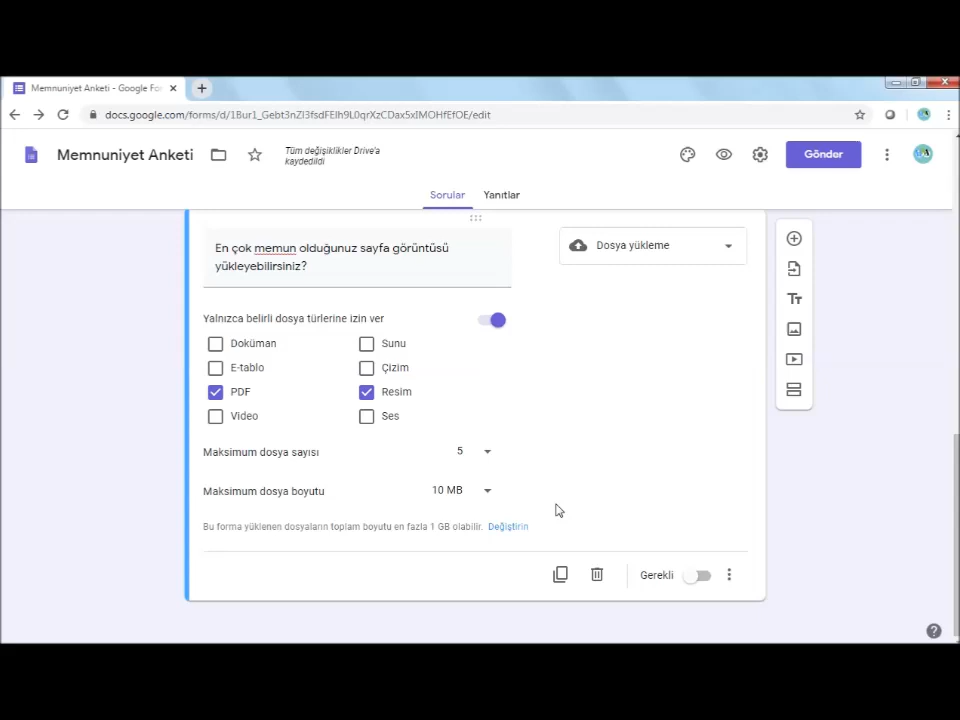 Memnuniyet Anketi - Google For
docs.google.com/forms/d/1Bur1_Gebt3nZl3fsdFElh9L0qrXzCDax5xIMOHfEfOE/edit
Memnuniyet Anketi
Tüm değişiklikler Drive'a
kaydedildi
Gönder
Sorular Yanıtlar
En çok memun olduğunuz sayfa görüntüsü
yükleyebilirsiniz?
Dosya yükleme
Yalnızca belirli dosya türlerine izin ver
Doküman Sunu
E-tablo Çizim
PDF Resim
Video Ses
Maksimum dosya sayısı 5
Maksimum dosya boyutu 10 MB
Bu forma yüklenen dosyaların toplam boyutu en fazla 1 GB olabilir. Değiştirin
Gerekli